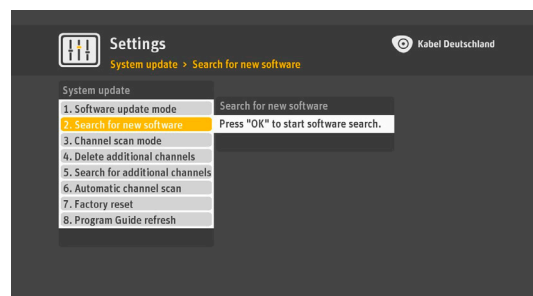 Settings
Kabel Deutschland
System update > Search for new software
System update
1. Software update mode
2. Search for new software
3. Channel scan mode
4. Delete additional channels
5. Search for additional channels
6. Automatic channel scan
7. Factory reset
8. Program Guide refresh
Search for new software
Press "OK" to start software search.